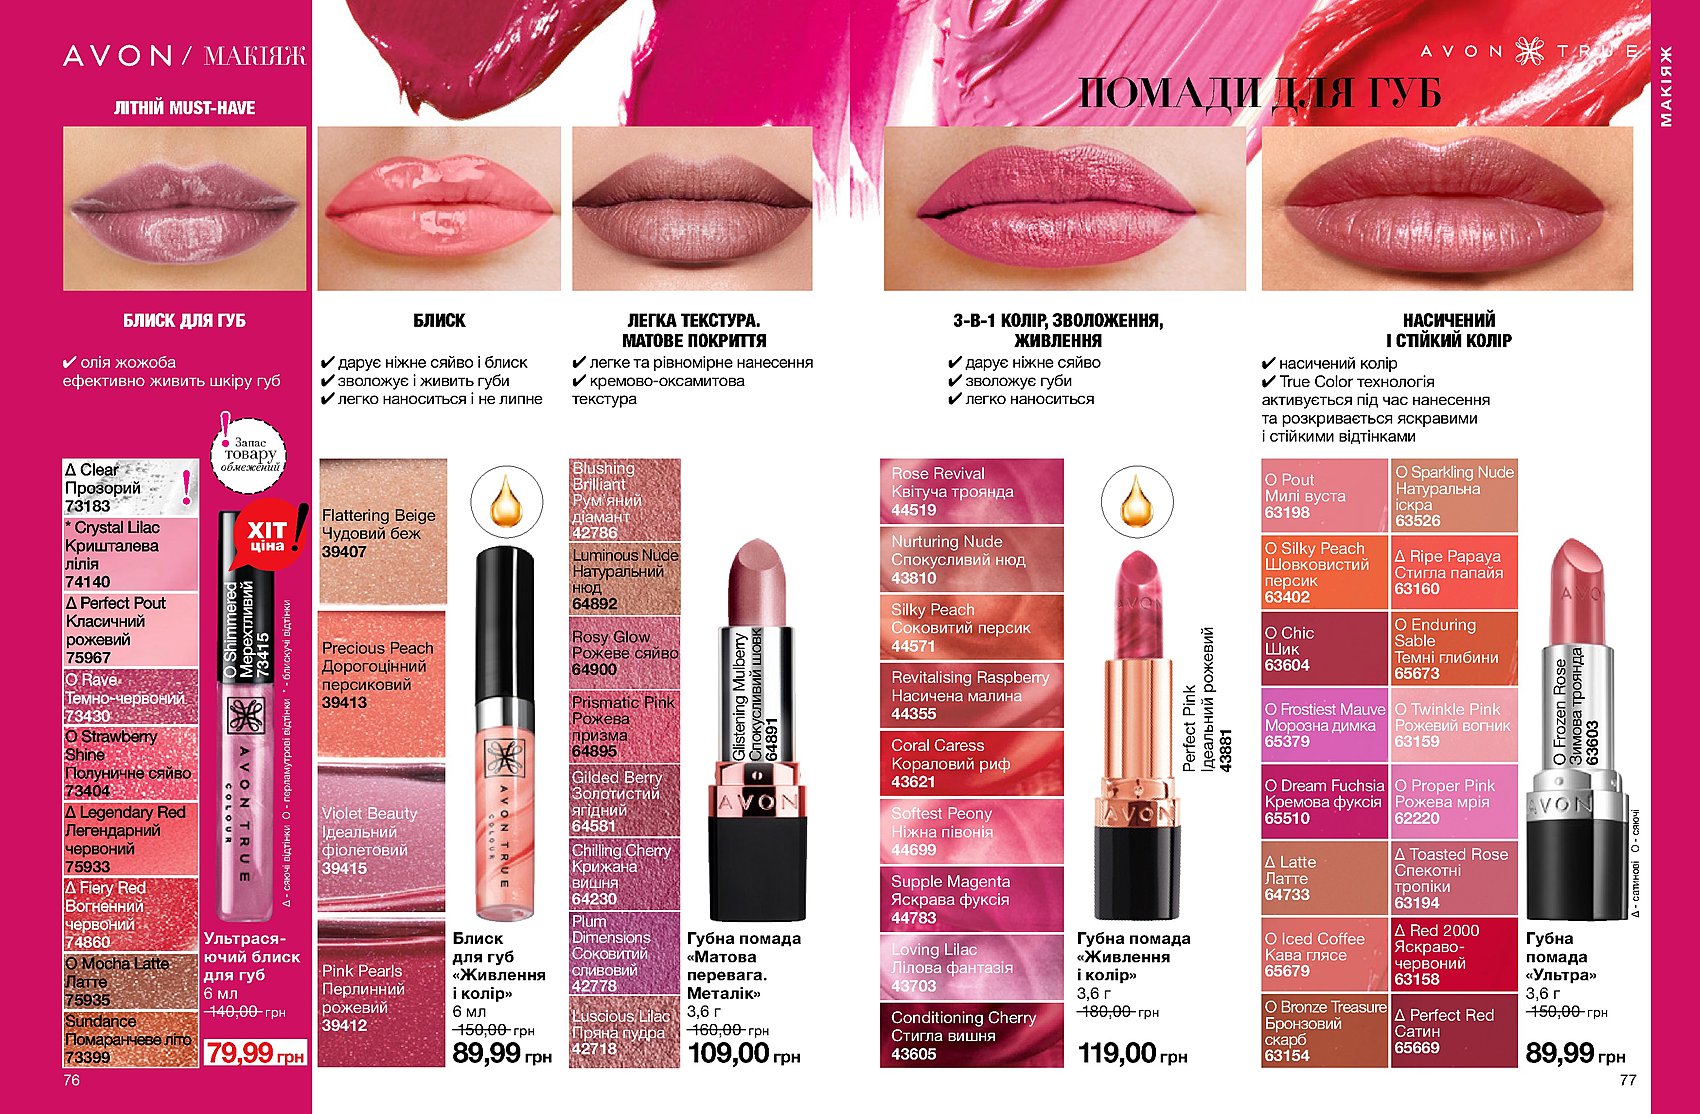 AVON / МАКІЯЖ
ЛІТНІЙ MUST-HAVE
AVON TRUE
ПОМАДИ ДЛЯ ГУБ
МАКІЯЖ
БЛИСК ДЛЯ ГУБ
✔ олія жожоба
ефективно живить шкіру губ
Запас
товару
обмежений
ХІТ
ціна
Δ Clear
Прозорий
73183
* Crystal Lilac
Кришталева
лілія
74140
Δ Perfect Pout
Класичний
рожевий
75967
O Rave
Темно-червоний
73430
O Strawberry
Shine
Полуничне сяйво
73404
Δ Legendary Red
Легендарний
червоний
75933
Δ Fiery Red
Вогненний
червоний
74860
O Mocha Latte
Латте
75935
Sundance
Помаранчеве літо
73399
O Shimmered
Мерехтливий
73415
AVON TRUE
COLOUR
Δ - сяючі відтінки O - перламутрові відтінки * - блискучі відтінки
Ультрася-
ючий блиск
для губ
6 мл
140,00 грн
79,99 грн
76
БЛИСК
✔ дарує ніжне сяйво і блиск
✔ зволожує і живить губи
✔ легко наноситься і не липне
Flattering Beige
Чудовий беж
39407
Precious Peach
Дорогоцінний
персиковий
39413
Violet Beauty
Ідеальний
фіолетовий
39415
Pink Pearls
Перлинний
рожевий
39412
AVON TRUE
COLOUR
Блиск
для губ
«Живлення
і колір»
6 мл
150,00 грн
89,99 грн
ЛЕГКА ТЕКСТУРА.
МАТОВЕ ПОКРИТТЯ
✔ легке та рівномірне нанесення
✔ кремово-оксамитова
текстура
Blushing
Brilliant
Рум'яний
діамант
42786
Luminous Nude
Натуральний
нюд
64892
Rosy Glow
Рожеве сяйво
64900
Prismatic Pink
Рожева
призма
64895
Gilded Berry
Золотистий
ягідний
64581
Chilling Cherry
Крижана
вишня
64230
Plum
Dimensions
Соковитий
сливовий
42778
Luscious Lilac
Пряна пудра
42718
Glistening Mulberry
Спокусливий шовк
64891
AVON
Губна помада
«Матова
перевага.
Металік»
3,6 г
160,00 грн
109,00 грн
3-В-1 КОЛІР, ЗВОЛОЖЕННЯ,
ЖИВЛЕННЯ
✔ дарує ніжне сяйво
✔ зволожує губи
✔ легко наноситься
Rose Revival
Квітуча троянда
44519
Nurturing Nude
Спокусливий нюд
43810
Silky Peach
Соковитий персик
44571
Revitalising Raspberry
Насичена малина
44355
Coral Caress
Кораловий риф
43621
Softest Peony
Ніжна півонія
44699
Supple Magenta
Яскрава фуксія
44783
Loving Lilac
Лілова фантазія
43703
Conditioning Cherry
Стигла вишня
43605
AVON
AVON
Perfect Pink
Ідеальний рожевий
43881
Губна помада
«Живлення
і колір»
3,6 г
180,00 грн
119,00 грн
НАСИЧЕНИЙ
І СТІЙКИЙ КОЛІР
✔ насичений колір
✔ True Color технологія
активується під час нанесення
та розкривається яскравими
і стійкими відтінками
O Pout
Милі вуста
63198
O Silky Peach
Шовковистий
персик
63402
O Chic
Шик
63604
O Frostiest Mauve
Морозна димка
65379
O Dream Fuchsia
Кремова фуксія
65510
Δ Latte
Латте
64733
O Iced Coffee
Кава глясе
65679
O Bronze Treasure
Бронзовий
скарб
63154
O Sparkling Nude
Натуральна
іскра
63526
Δ Ripe Papaya
Стигла папайя
63160
O Enduring
Sable
Темні глибини
65673
O Twinkle Pink
Рожевий вогник
63159
O Proper Pink
Рожева мрія
62220
Δ Toasted Rose
Спекотні
тропіки
63194
Δ Red 2000
Яскраво-
червоний
63158
Δ Perfect Red
Сатин
65669
O Frozen Rose
Зимова троянда
63603
AVON
AVON
Δ - сатинові O - сяючі
Губна
помада
«Ультра»
3,6 г
150,00 грн
89,99 грн
77